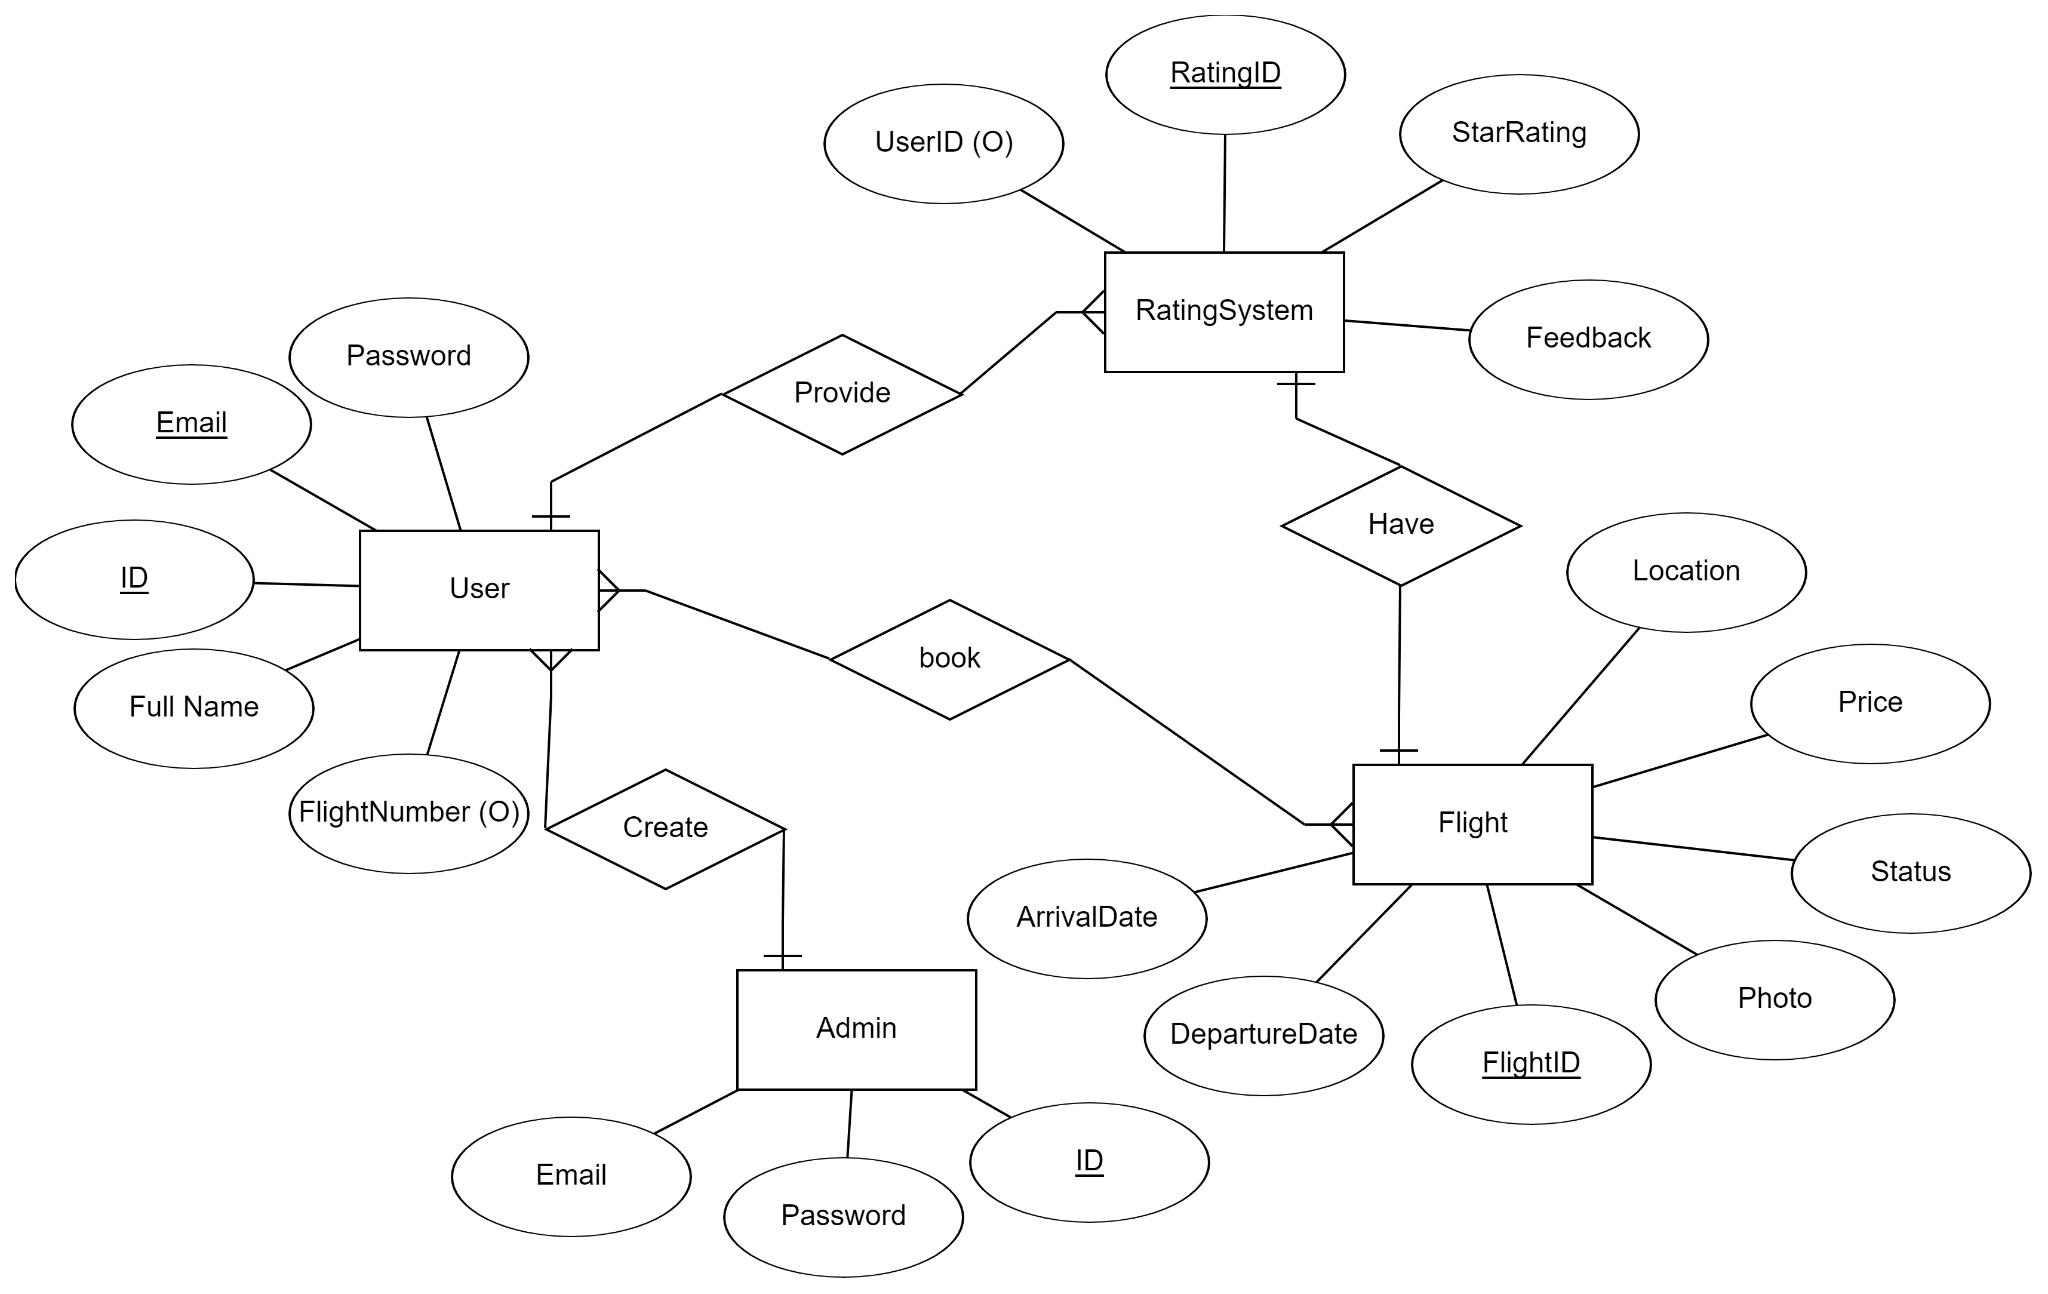 RatingID
UserID (O)
StarRating
RatingSystem
Feedback
Password
Provide
Email
Have
Location
ID
User
book
Price
Full Name
FlightNumber (O)
Create
Flight
Status
ArrivalDate
Photo
Admin
DepartureDate
FlightID
Email
Password
ID